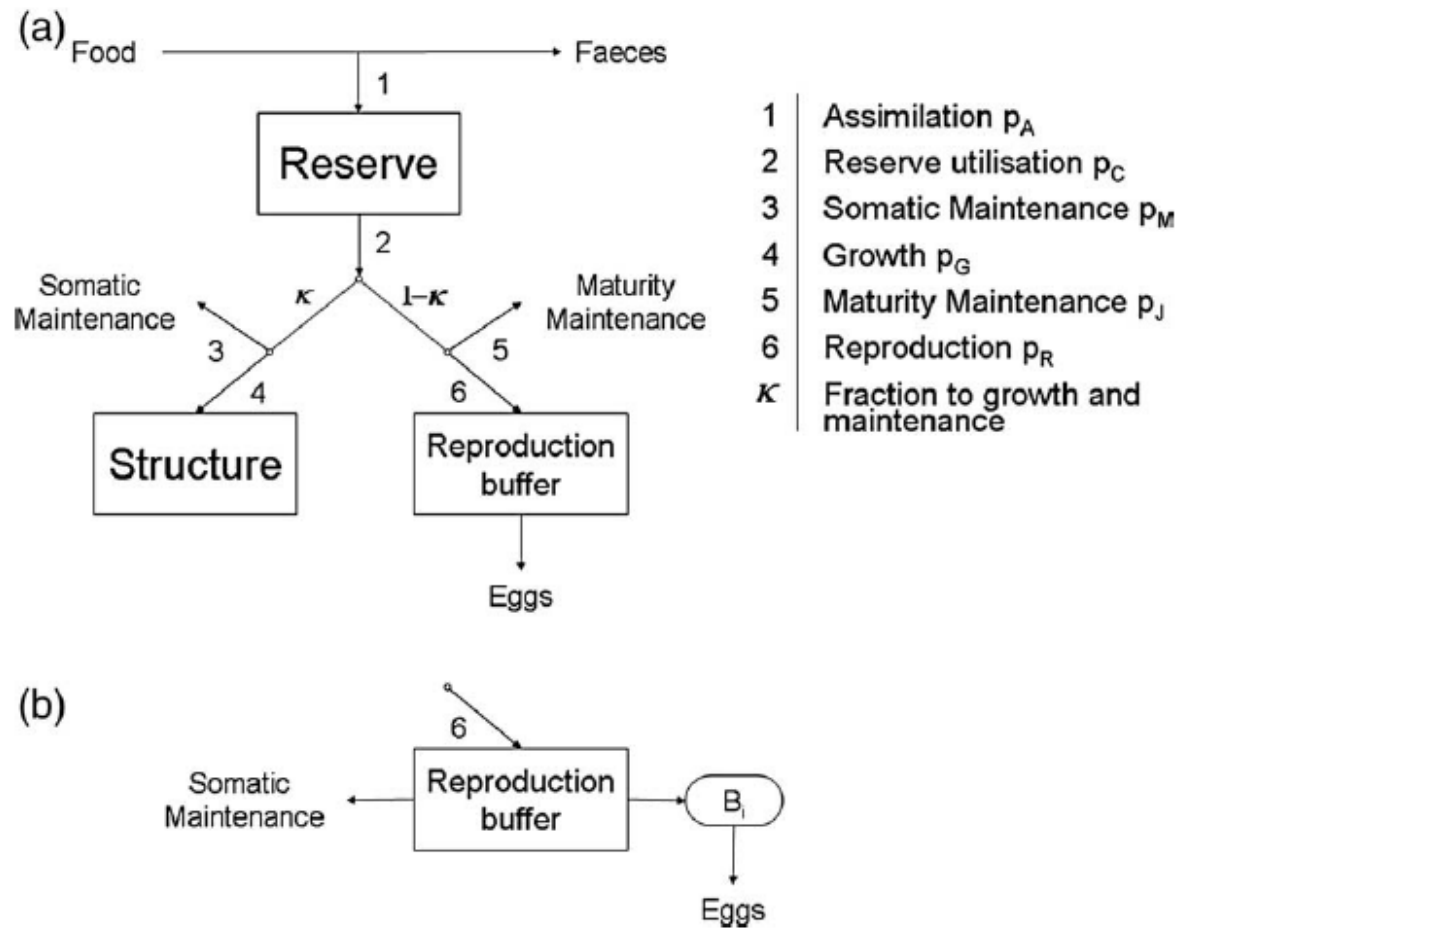 (a)
Food
Faeces
1
Reserve
2
κ
1–κ
Somatic
Maintenance
Maturity
Maintenance
3
5
4
6
Structure
Reproduction
buffer
Eggs
1 Assimilation pA
2 Reserve utilisation pC
3 Somatic Maintenance pM
4 Growth pG
5 Maturity Maintenance pJ
6 Reproduction pR
κ Fraction to growth and
maintenance
(b)
6
Somatic
Maintenance
Reproduction
buffer
Bi
Eggs